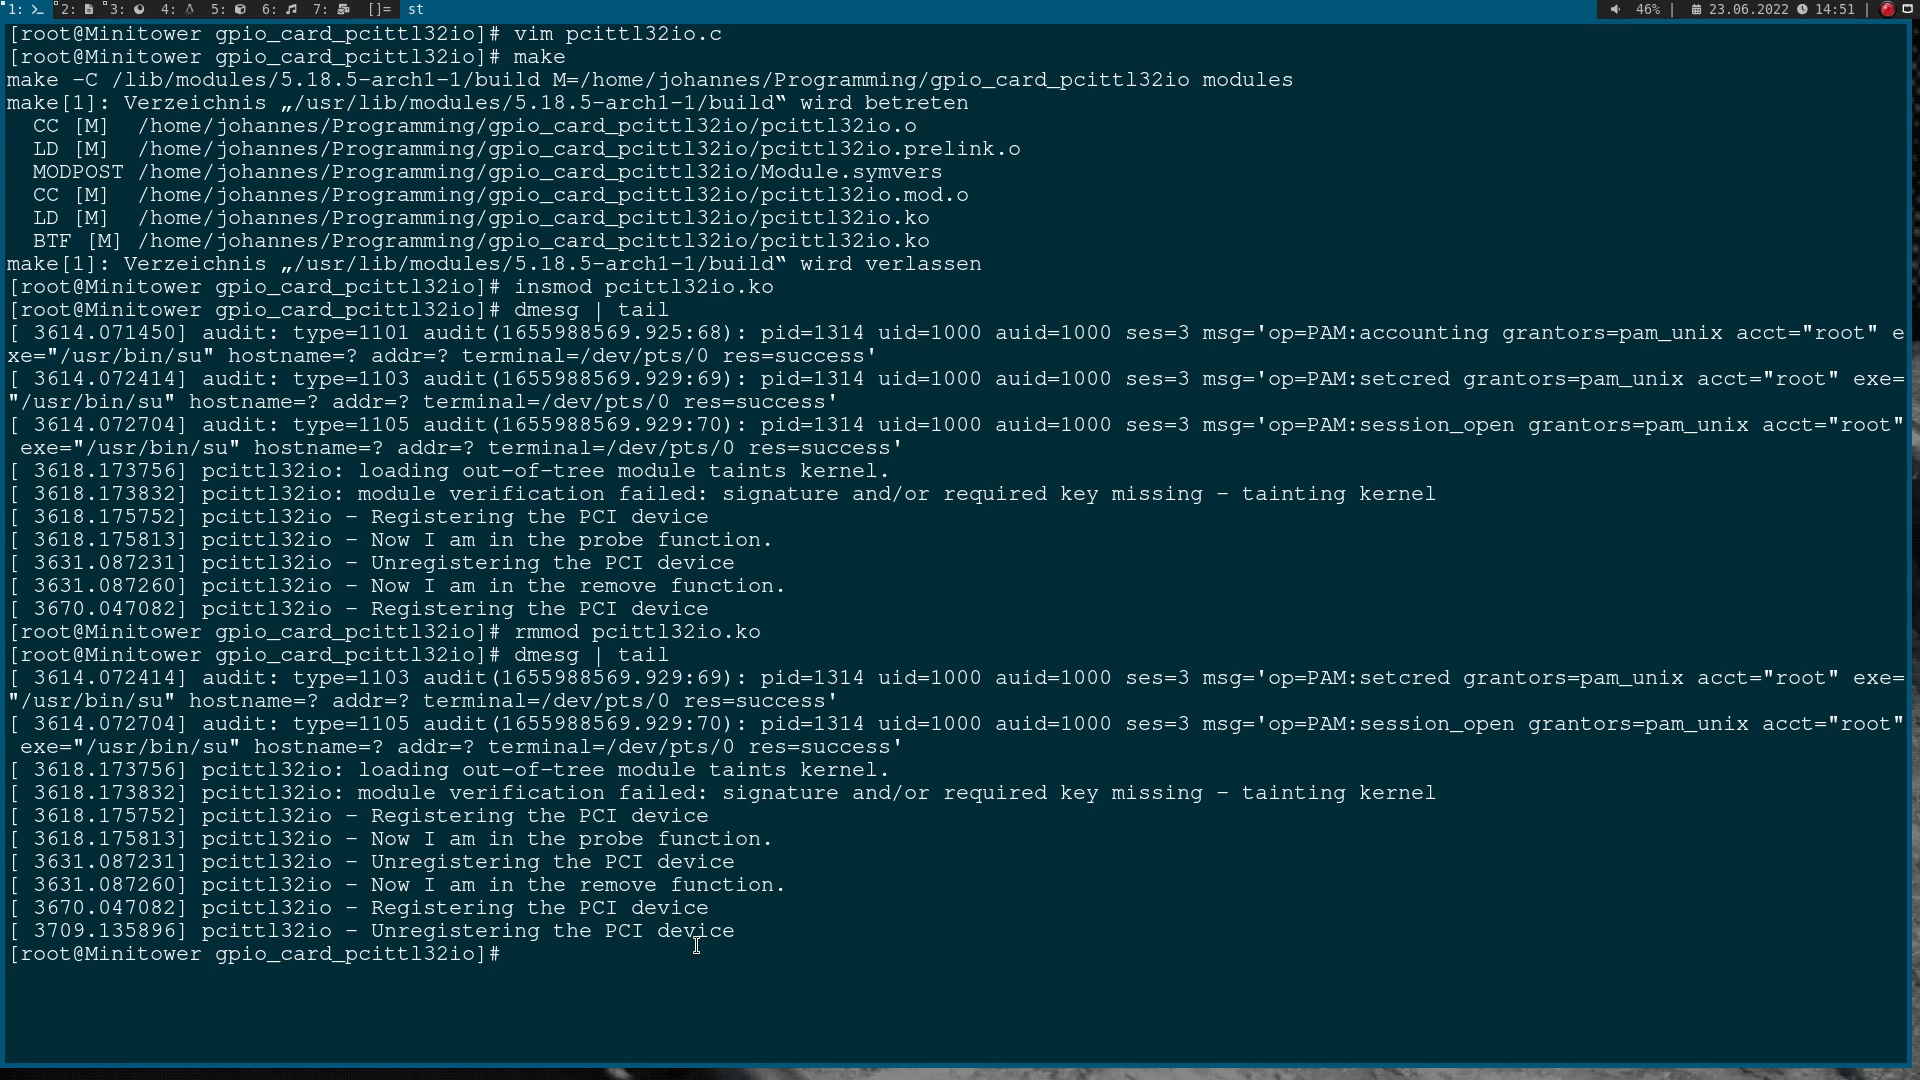 1: 2: 3: 4: 5: 6: 7: []= st 46% | 23.06.2022 14:51 |
[root@Minitower gpio_card_pcittl32io]# vim pcittl32io.c
[root@Minitower gpio_card_pcittl32io]# make
make -C /lib/modules/5.18.5-arch1-1/build M=/home/johannes/Programming/gpio_card_pcittl32io modules
make[1]: Verzeichnis „/usr/lib/modules/5.18.5-arch1-1/build“ wird betreten
CC [M] /home/johannes/Programming/gpio_card_pcittl32io/pcittl32io.o
LD [M] /home/johannes/Programming/gpio_card_pcittl32io/pcittl32io.prelink.o
MODPOST /home/johannes/Programming/gpio_card_pcittl32io/Module.symvers
CC [M] /home/johannes/Programming/gpio_card_pcittl32io/pcittl32io.mod.o
LD [M] /home/johannes/Programming/gpio_card_pcittl32io/pcittl32io.ko
BTF [M] /home/johannes/Programming/gpio_card_pcittl32io/pcittl32io.ko
make[1]: Verzeichnis „/usr/lib/modules/5.18.5-arch1-1/build“ wird verlassen
[root@Minitower gpio_card_pcittl32io]# insmod pcittl32io.ko
[root@Minitower gpio_card_pcittl32io]# dmesg | tail
[ 3614.071450] audit: type=1101 audit(1655988569.925:68): pid=1314 uid=1000 auid=1000 ses=3 msg='op=PAM:accounting grantors=pam_unix acct="root" e
xe="/usr/bin/su" hostname=? addr=? terminal=/dev/pts/0 res=success'
[ 3614.072414] audit: type=1103 audit(1655988569.929:69): pid=1314 uid=1000 auid=1000 ses=3 msg='op=PAM:setcred grantors=pam_unix acct="root" exe=
"/usr/bin/su" hostname=? addr=? terminal=/dev/pts/0 res=success'
[ 3614.072704] audit: type=1105 audit(1655988569.929:70): pid=1314 uid=1000 auid=1000 ses=3 msg='op=PAM:session_open grantors=pam_unix acct="root"
exe="/usr/bin/su" hostname=? addr=? terminal=/dev/pts/0 res=success'
[ 3618.173756] pcittl32io: loading out-of-tree module taints kernel.
[ 3618.173832] pcittl32io: module verification failed: signature and/or required key missing - tainting kernel
[ 3618.175752] pcittl32io - Registering the PCI device
[ 3618.175813] pcittl32io - Now I am in the probe function.
[ 3631.087231] pcittl32io - Unregistering the PCI device
[ 3631.087260] pcittl32io - Now I am in the remove function.
[ 3670.047082] pcittl32io - Registering the PCI device
[root@Minitower gpio_card_pcittl32io]# rmmod pcittl32io.ko
[root@Minitower gpio_card_pcittl32io]# dmesg | tail
[ 3614.072414] audit: type=1103 audit(1655988569.929:69): pid=1314 uid=1000 auid=1000 ses=3 msg='op=PAM:setcred grantors=pam_unix acct="root" exe=
"/usr/bin/su" hostname=? addr=? terminal=/dev/pts/0 res=success'
[ 3614.072704] audit: type=1105 audit(1655988569.929:70): pid=1314 uid=1000 auid=1000 ses=3 msg='op=PAM:session_open grantors=pam_unix acct="root"
exe="/usr/bin/su" hostname=? addr=? terminal=/dev/pts/0 res=success'
[ 3618.173756] pcittl32io: loading out-of-tree module taints kernel.
[ 3618.173832] pcittl32io: module verification failed: signature and/or required key missing - tainting kernel
[ 3618.175752] pcittl32io - Registering the PCI device
[ 3618.175813] pcittl32io - Now I am in the probe function.
[ 3631.087231] pcittl32io - Unregistering the PCI device
[ 3631.087260] pcittl32io - Now I am in the remove function.
[ 3670.047082] pcittl32io - Registering the PCI device
[ 3709.135896] pcittl32io - Unregistering the PCI device
[root@Minitower gpio_card_pcittl32io]#